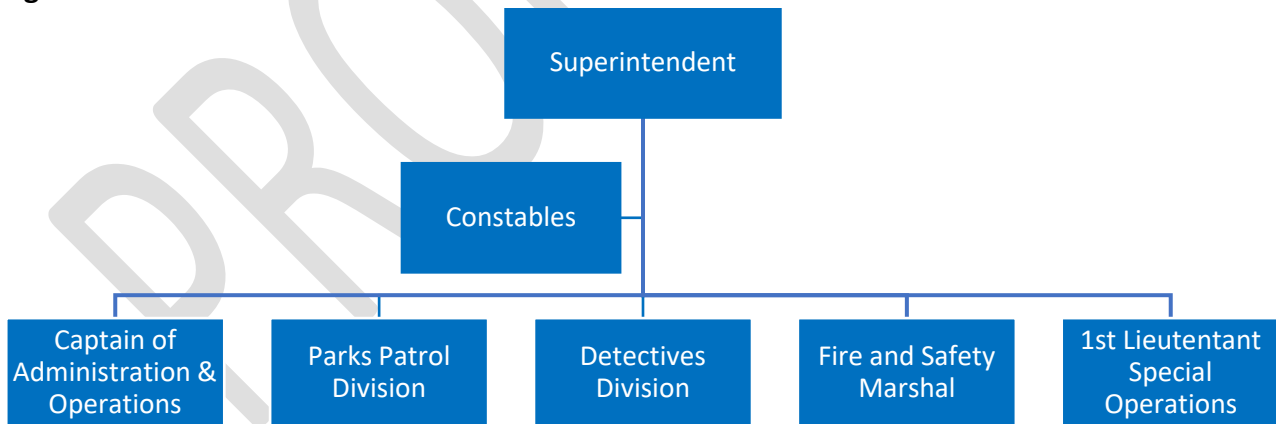 Superintendent
Constables
Captain of
Administration &
Operations
Parks Patrol
Division
Detectives
Division
Fire and Safety
Marshal
1st Lieutentant
Special
Operations